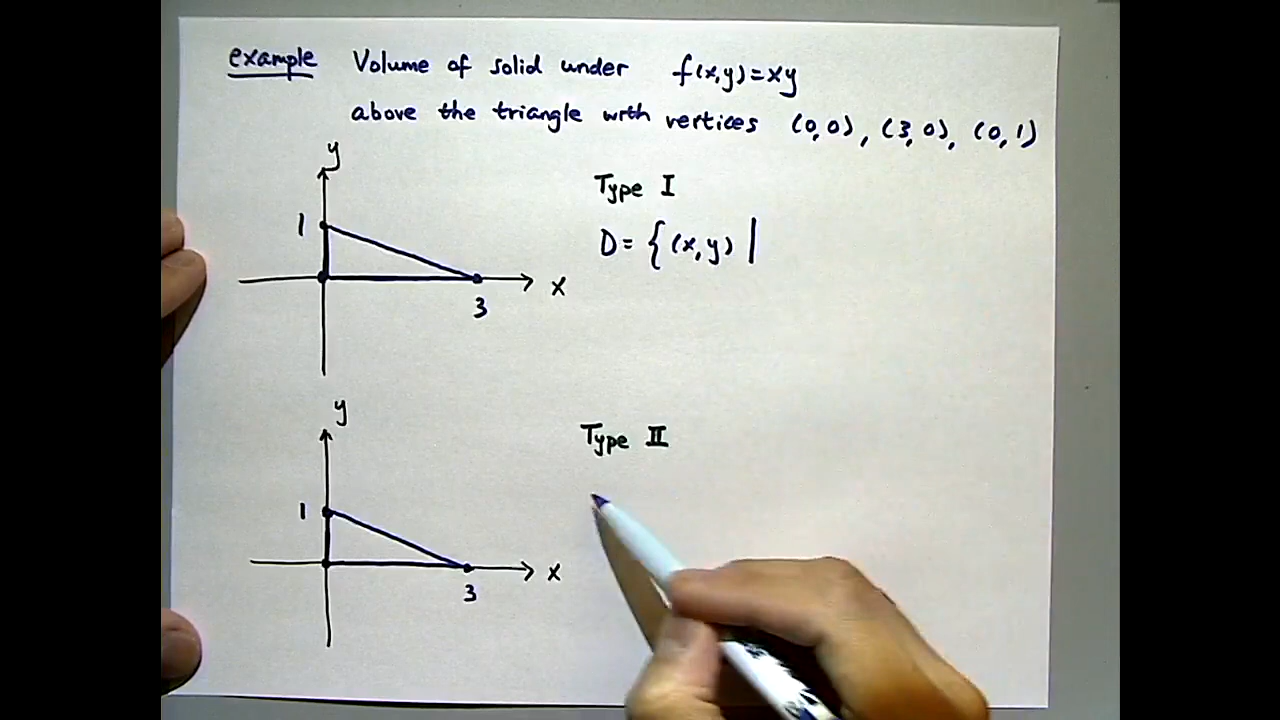 example Volume of solid under f(x,y)=xy
above the triangle with vertices (0,0), (3,0), (0,1)
y
Type I
1
D= { (x,y) |
x
3
y
Type II
1
x
3